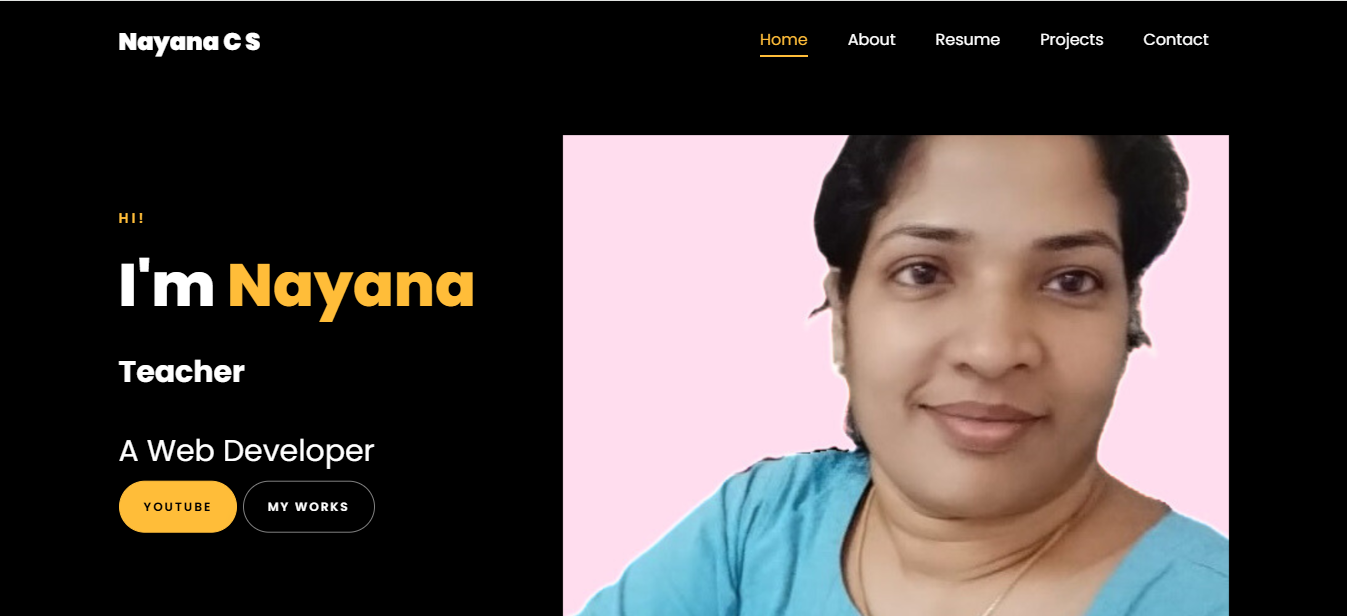 Nayana C S
Home About Resume Projects Contact
HI!
I'm Nayana
Teacher
A Web Developer
YOUTUBE MY WORKS